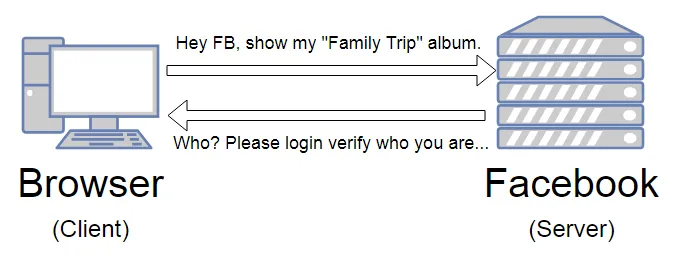 Hey FB, show my "Family Trip" album.
Who? Please login verify who you are...
Browser
Facebook
(Client)
(Server)